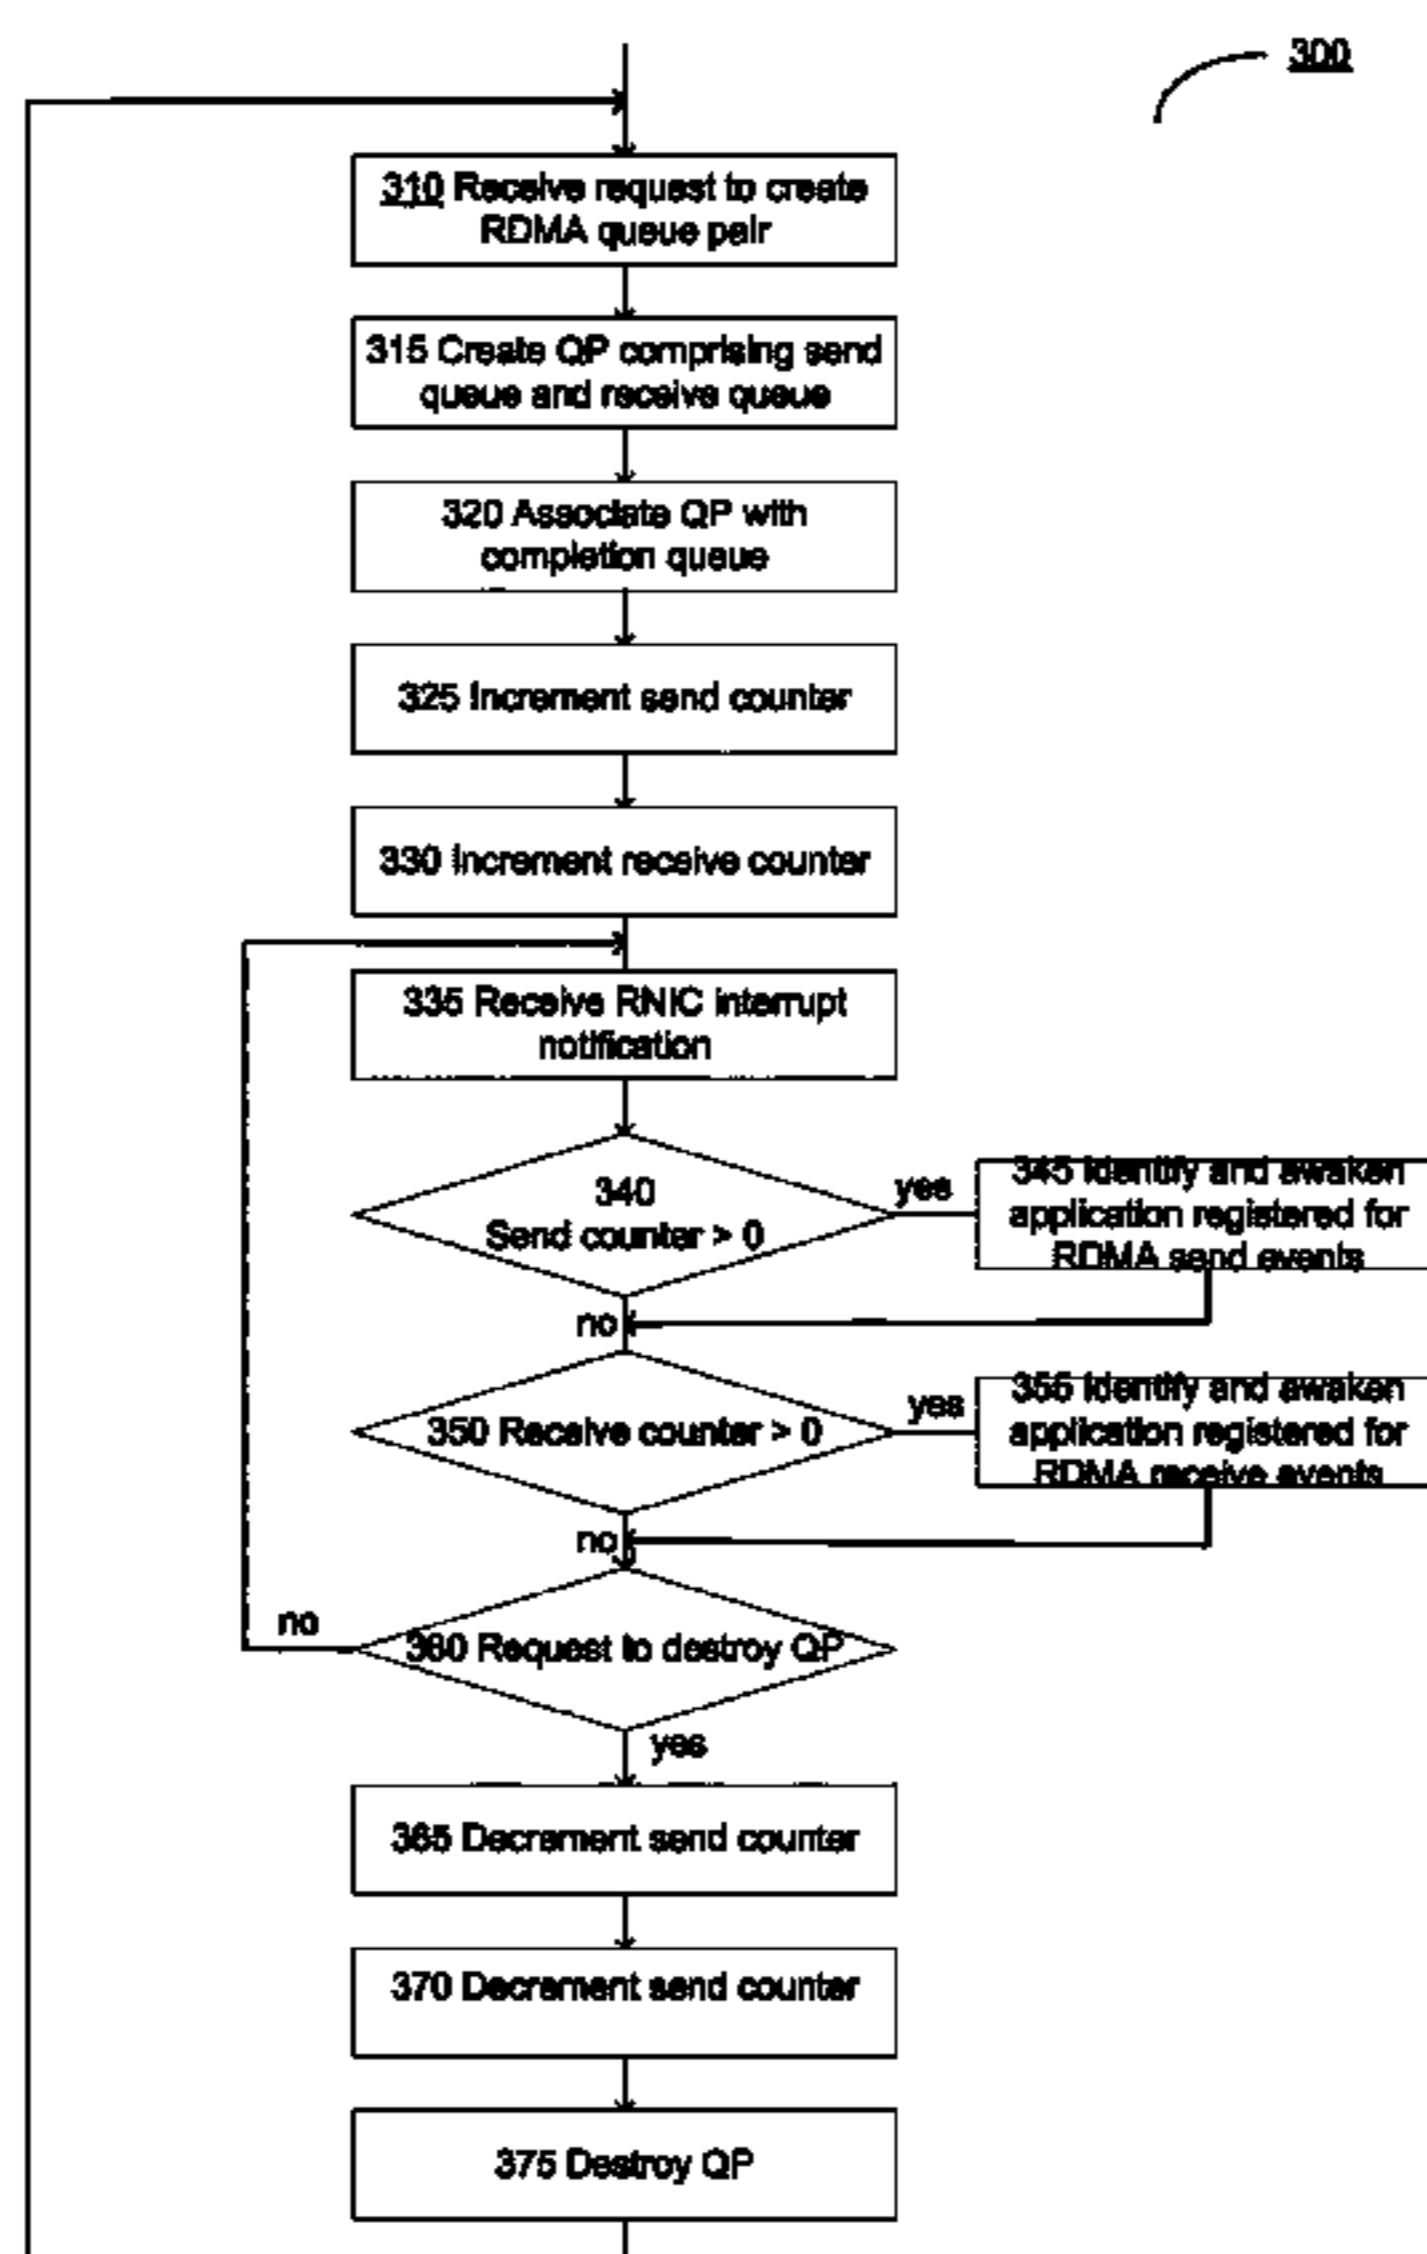 300
310 Receive request to create
RDMA queue pair
315 Create QP comprising send
queue and receive queue
320 Associate QP with
completion queue
325 Increment send counter
330 Increment receive counter
335 Receive RNIC interrupt
notification
340
Send counter > 0
yes
345 Identify and awaken
application registered for
RDMA send events
no
350 Receive counter > 0
yes
355 Identify and awaken
application registered for
RDMA receive events
no
360 Request to destroy QP
no
yes
365 Decrement send counter
370 Decrement send counter
375 Destroy QP